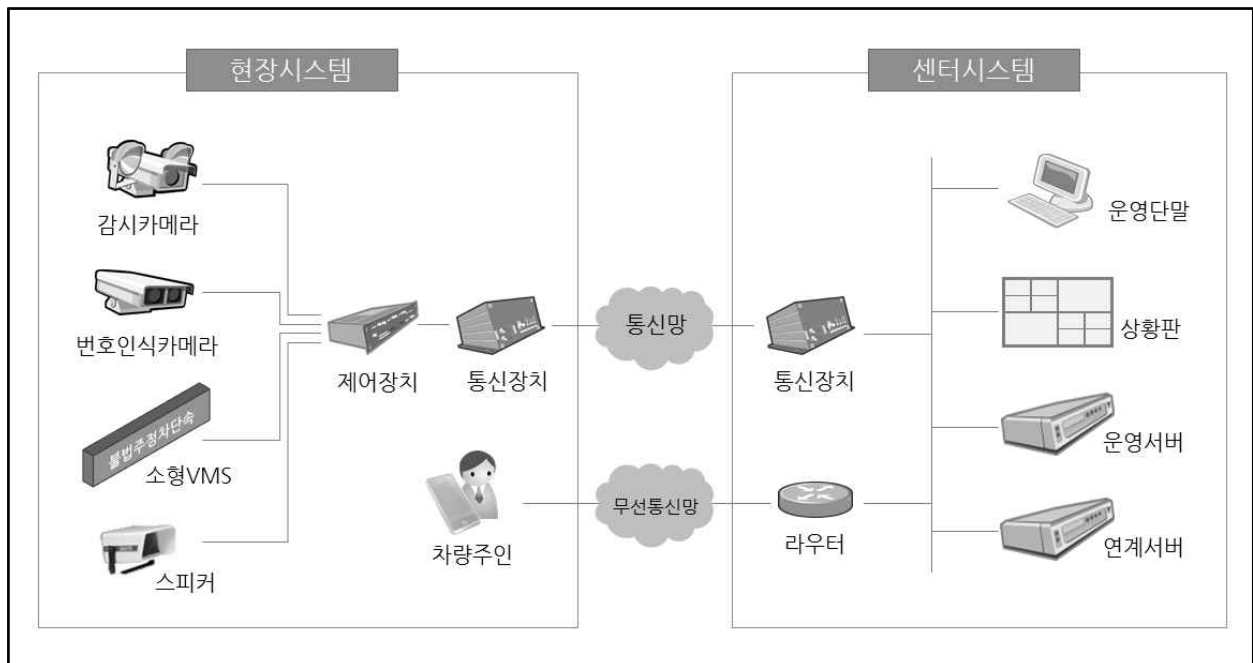 현장시스템
센터시스템
감시카메라
번호인식카메라
불법주정차단속
소형VMS
스피커
제어장치
통신장치
차량주인
통신망
무선통신망
통신장치
라우터
운영단말
상황판
운영서버
연계서버